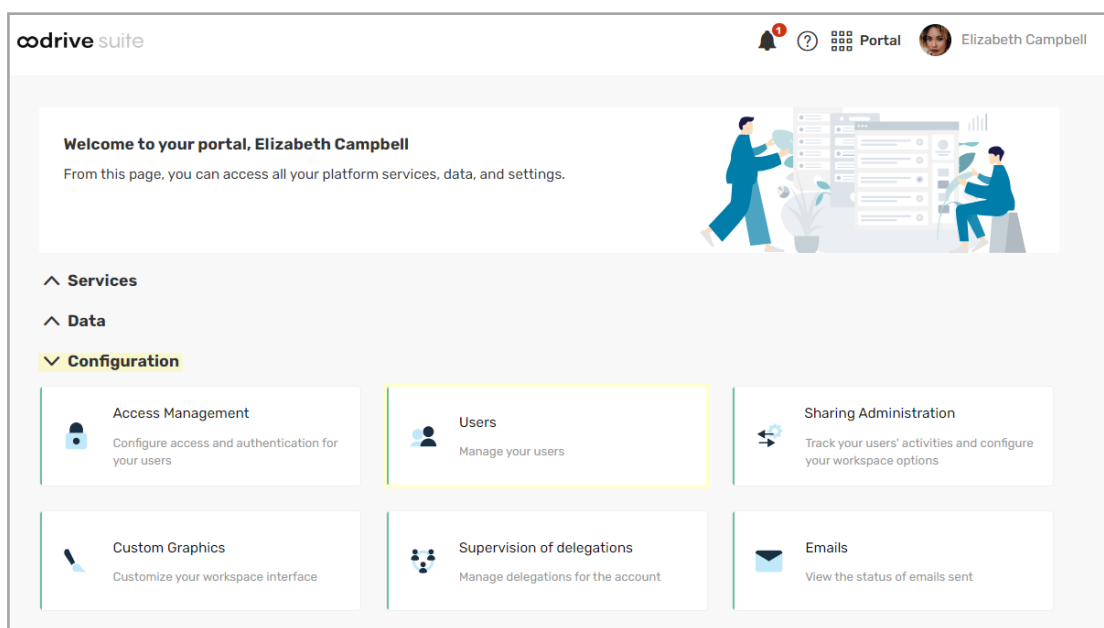 oodrive suite
1
?
Portal
Elizabeth Campbell
Welcome to your portal, Elizabeth Campbell
From this page, you can access all your platform services, data, and settings.
Services
Data
Configuration
Access Management
Configure access and authentication for
your users
Users
Manage your users
Sharing Administration
Track your users' activities and configure
your workspace options
Custom Graphics
Customize your workspace interface
Supervision of delegations
Manage delegations for the account
Emails
View the status of emails sent